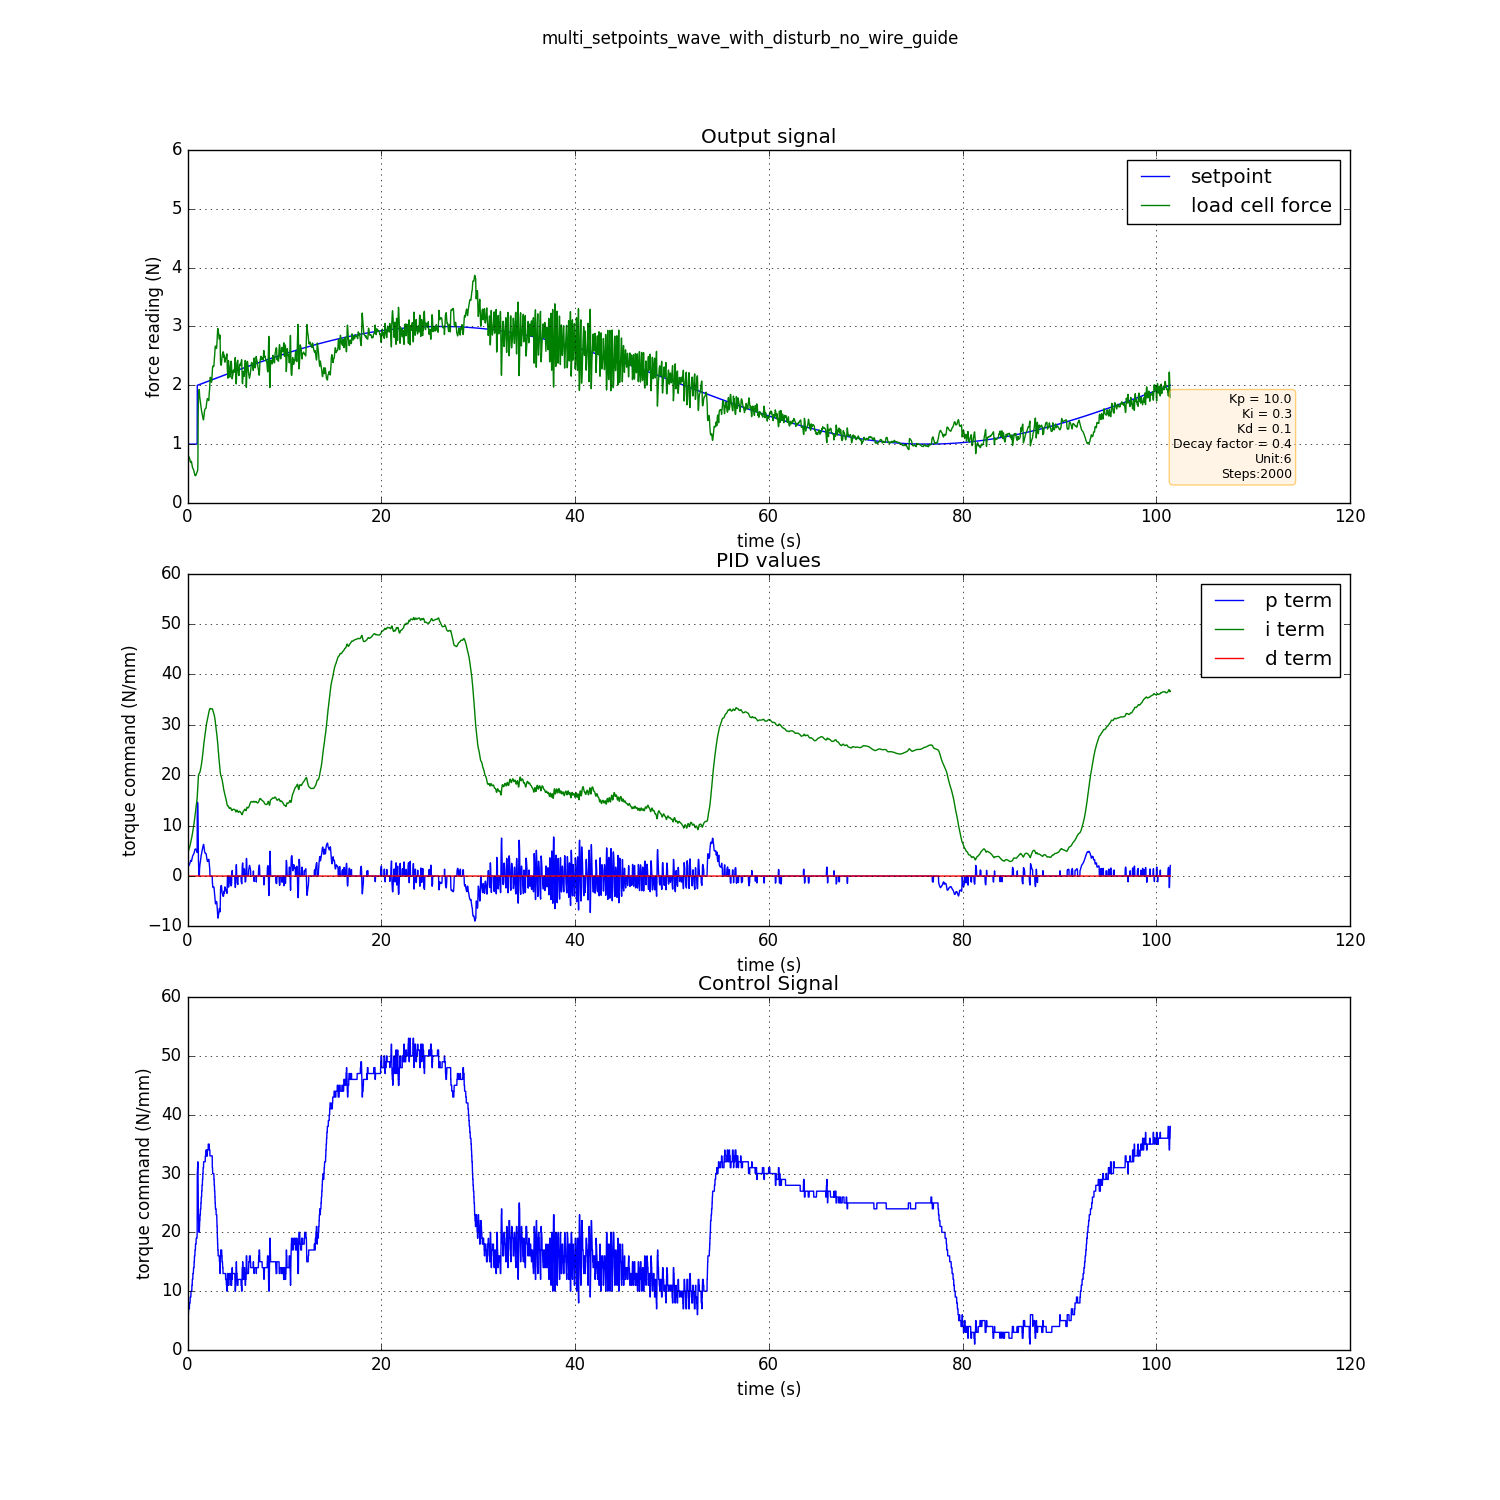 multi_setpoints_wave_with_disturb_no_wire_guide
Output signal
6
5
4
3
2
1
0
force reading (N)
setpoint
load cell force
Kp = 10.0
Ki = 0.3
Kd = 0.1
Decay factor = 0.4
Unit:6
Steps:2000
0 20 40 60 80 100 120
time (s)
PID values
60
50
40
30
20
10
0
−10
torque command (N/mm)
p term
i term
d term
0 20 40 60 80 100 120
time (s)
Control Signal
60
50
40
30
20
10
0
torque command (N/mm)
0 20 40 60 80 100 120
time (s)